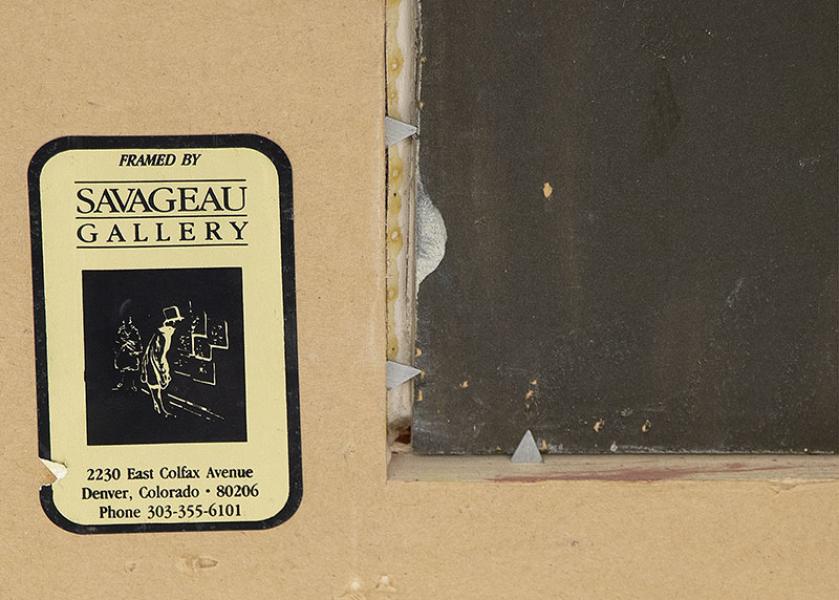 FRAMED BY
SAVAGEAU
GALLERY
2230 East Colfax Avenue
Denver, Colorado • 80206
Phone 303-355-6101